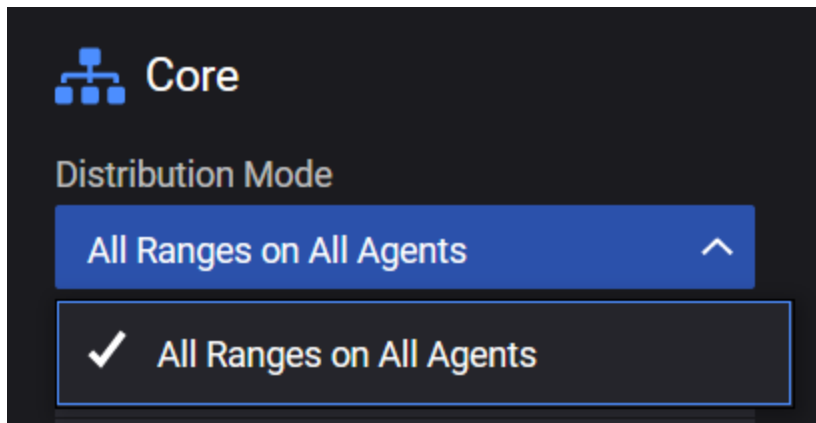 Core
Distribution Mode
All Ranges on All Agents
All Ranges on All Agents